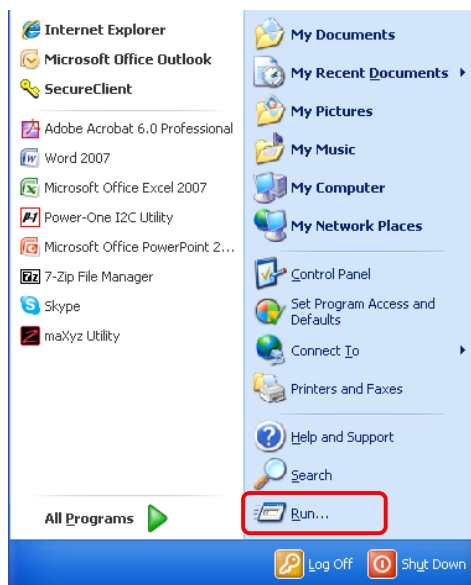 Internet Explorer
Microsoft Office Outlook
SecureClient
Adobe Acrobat 6.0 Professional
Word 2007
Microsoft Office Excel 2007
Power-One I2C Utility
Microsoft Office PowerPoint 2...
7-Zip File Manager
Skype
maXyz Utility
All Programs
My Documents
My Recent Documents
My Pictures
My Music
My Computer
My Network Places
Control Panel
Set Program Access and
Defaults
Connect To
Printers and Faxes
Help and Support
Search
Run...
Log Off
Shut Down